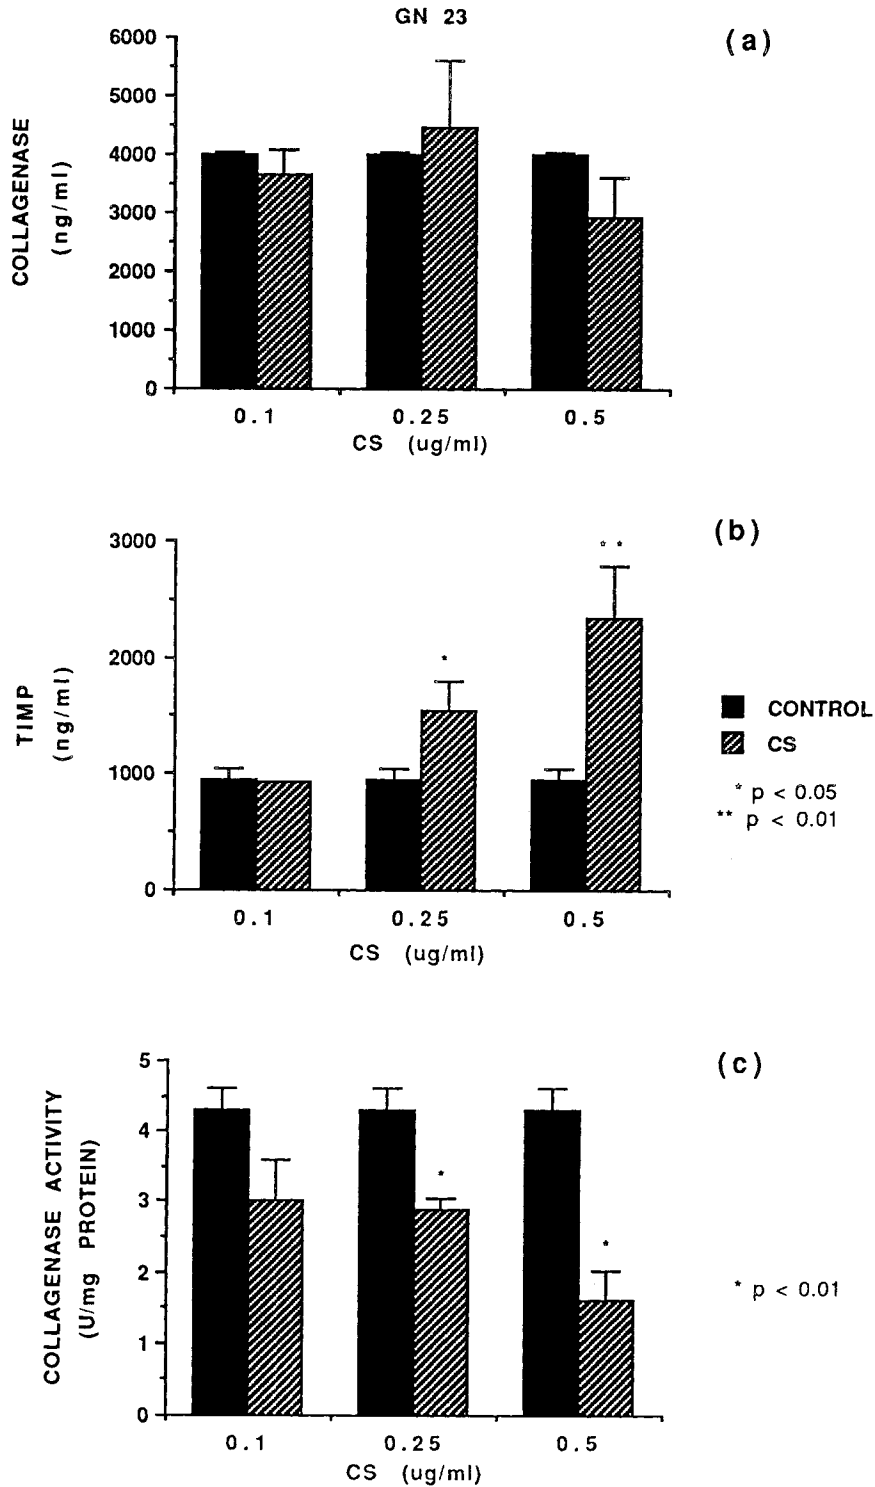 GN 23
(a)
6000
5000
4000
3000
2000
1000
0
COLLAGENASE
(ng/ml)
0.1 0.25 0.5
CS (ug/ml)
(b)
3000
2000
1000
0
TIMP
(ng/ml)
* *
*
CONTROL
CS
* p < 0.05
** p < 0.01
0.1 0.25 0.5
CS (ug/ml)
(c)
5
4
3
2
1
0
COLLAGENASE ACTIVITY
(U/mg PROTEIN)
*
*
* p < 0.01
0.1 0.25 0.5
CS (ug/ml)